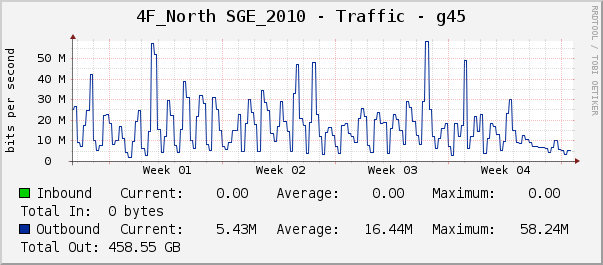 4F_North SGE_2010 - Traffic - g45
RRDTOOL / TOBI OETIKER
bits per second
50 M
40 M
30 M
20 M
10 M
0
Week 01 Week 02 Week 03 Week 04
Inbound Current: 0.00 Average: 0.00 Maximum: 0.00
Total In: 0 bytes
Outbound Current: 5.43M Average: 16.44M Maximum: 58.24M
Total Out: 458.55 GB